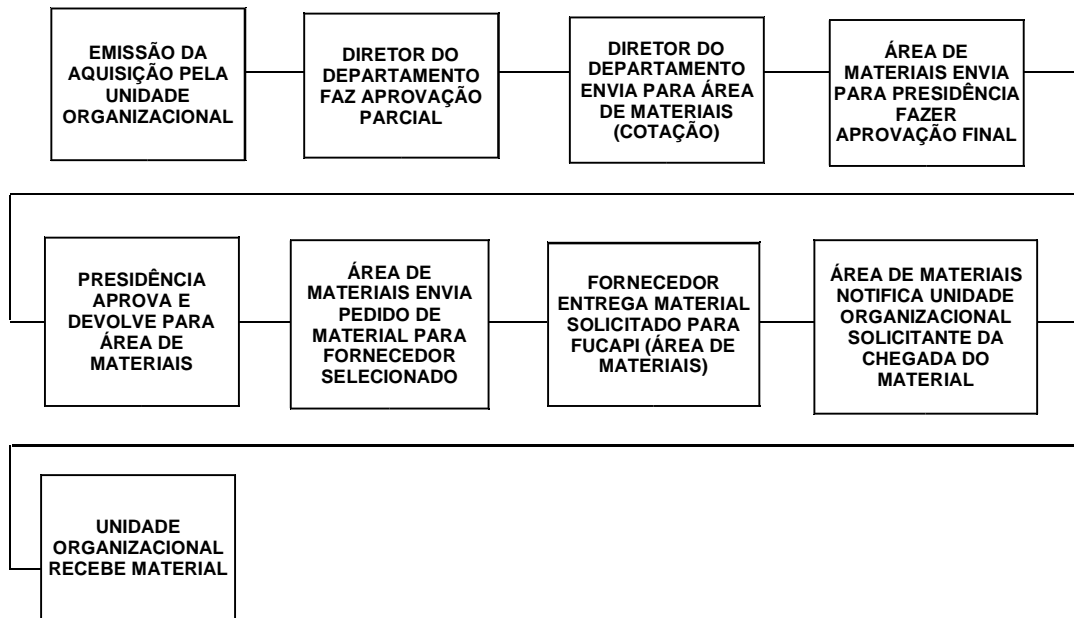 EMISSÃO DA
AQUISIÇÃO PELA
UNIDADE
ORGANIZACIONAL
DIRETOR DO
DEPARTAMENTO
FAZ APROVAÇÃO
PARCIAL
DIRETOR DO
DEPARTAMENTO
ENVIA PARA ÁREA
DE MATERIAIS
(COTAÇÃO)
ÁREA DE
MATERIAIS ENVIA
PARA PRESIDÊNCIA
FAZER
APROVAÇÃO FINAL
PRESIDÊNCIA
APROVA E
DEVOLVE PARA
ÁREA DE
MATERIAIS
ÁREA DE
MATERIAIS ENVIA
PEDIDO DE
MATERIAL PARA
FORNECEDOR
SELECIONADO
FORNECEDOR
ENTREGA MATERIAL
SOLICITADO PARA
FUCAPI (ÁREA DE
MATERIAIS)
ÁREA DE MATERIAIS
NOTIFICA UNIDADE
ORGANIZACIONAL
SOLICITANTE DA
CHEGADA DO
MATERIAL
UNIDADE
ORGANIZACIONAL
RECEBE MATERIAL